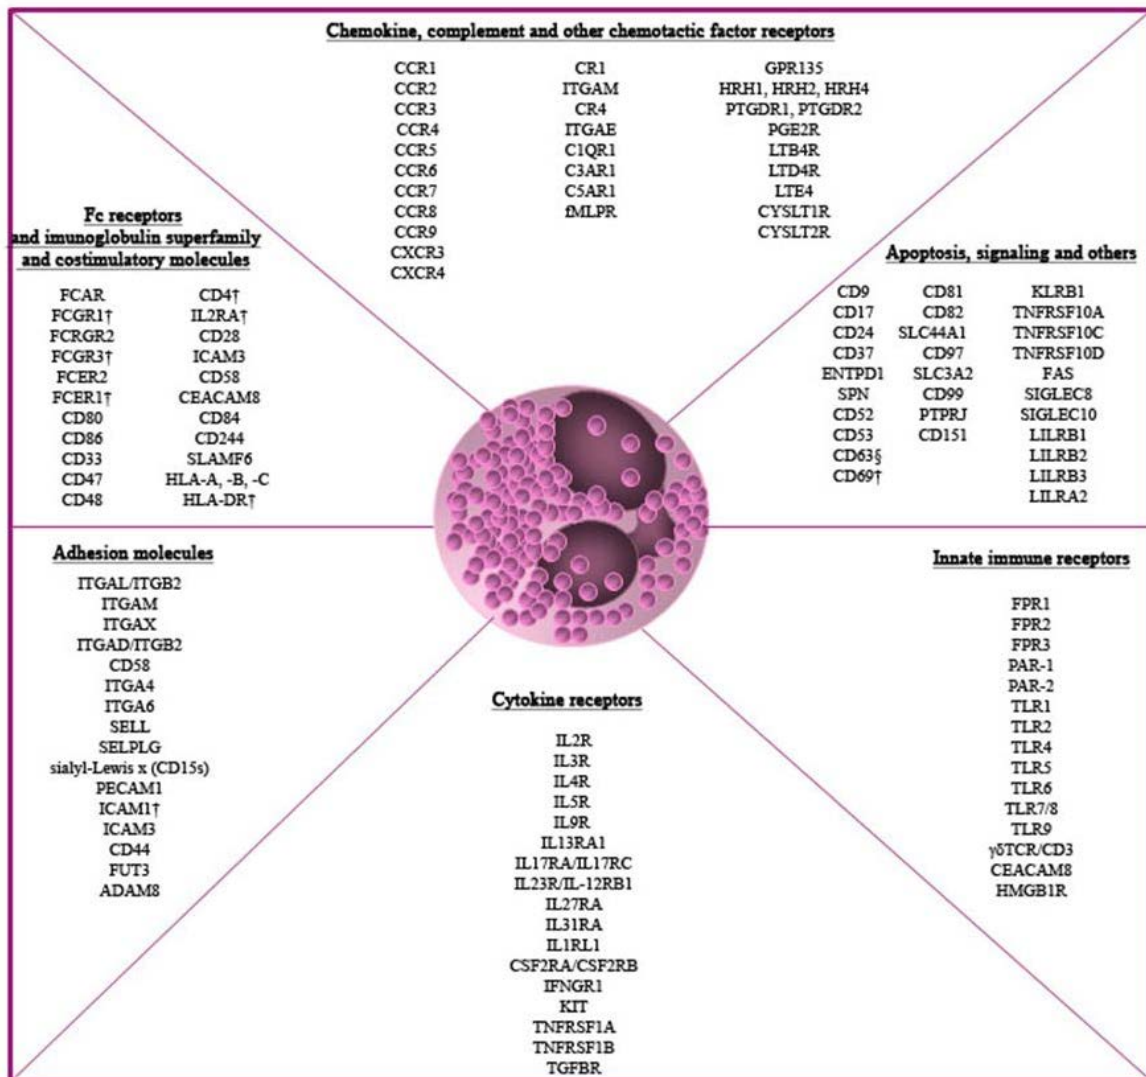 Chemokine, complement and other chemotactic factor receptors
CCR1 CR1 GPR135
CCR2 ITGAM HRH1, HRH2, HRH4
CCR3 CR4 PTGDR1, PTGDR2
CCR4 ITGAE PGE2R
CCR5 C1QR1 LTB4R
CCR6 C3AR1 LTD4R
CCR7 C5AR1 LTE4
CCR8 fMLPR CYSLT1R
CCR9 CYSLT2R
CXCR3
CXCR4
Fc receptors
and imunoglobulin superfamily
and costimulatory molecules
FCAR CD4†
FCGR1† IL2RA†
FCRGR2 CD28
FCGR3† ICAM3
FCER2 CD58
FCER1† CEACAM8
CD80 CD84
CD86 CD244
CD33 SLAMF6
CD47 HLA-A, -B, -C
CD48 HLA-DR†
Apoptosis, signaling and others
CD9 CD81 KLRB1
CD17 CD82 TNFRSF10A
CD24 SLC44A1 TNFRSF10C
CD37 CD97 TNFRSF10D
ENTPD1 SLC3A2 FAS
SPN CD99 SIGLEC8
CD52 PTPRJ SIGLEC10
CD53 CD151 LILRB1
CD63§ LILRB2
CD69† LILRB3
LILRA2
Adhesion molecules
ITGAL/ITGB2
ITGAM
ITGAX
ITGAD/ITGB2
CD58
ITGA4
ITGA6
SELL
SELPLG
sialyl-Lewis x (CD15s)
PECAM1
ICAM1†
ICAM3
CD44
FUT3
ADAM8
Cytokine receptors
IL2R
IL3R
IL4R
IL5R
IL9R
IL13RA1
IL17RA/IL17RC
IL23R/IL-12RB1
IL27RA
IL31RA
IL1RL1
CSF2RA/CSF2RB
IFNGR1
KIT
TNFRSF1A
TNFRSF1B
TGFBR
Innate immune receptors
FPR1
FPR2
FPR3
PAR-1
PAR-2
TLR1
TLR2
TLR4
TLR5
TLR6
TLR7/8
TLR9
γδTCR/CD3
CEACAM8
HMGB1R